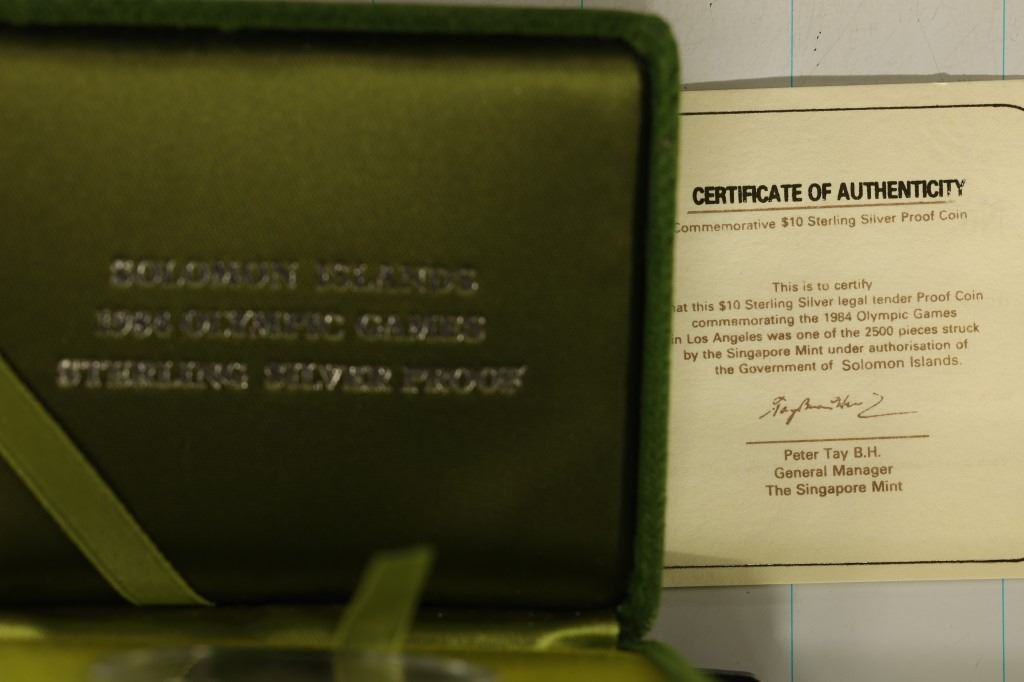 SOLOMON ISLANDS
1984 OLYMPIC GAMES
STERLING SILVER PROOF
CERTIFICATE OF AUTHENTICITY
Commemorative $10 Sterling Silver Proof Coin
This is to certify
at this $10 Sterling Silver legal tender Proof Coin
commemorating the 1984 Olympic Games
n Los Angeles was one of the 2500 pieces struck
by the Singapore Mint under authorisation of
the Government of Solomon Islands.
Peter Tay B.H.
General Manager
The Singapore Mint